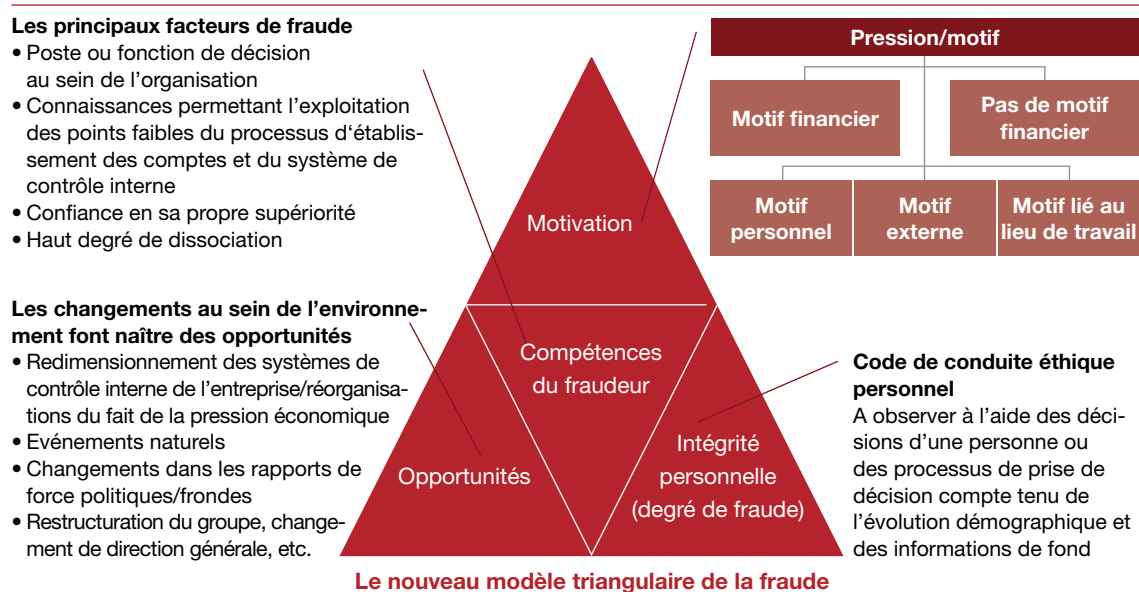 Les principaux facteurs de fraude
• Poste ou fonction de décision
au sein de l’organisation
• Connaissances permettant l’exploitation
des points faibles du processus d‘établis-
sement des comptes et du système de
contrôle interne
• Confiance en sa propre supériorité
• Haut degré de dissociation
Pression/motif
Motif financier
Pas de motif
financier
Motif
personnel
Motif
externe
Motif lié au
lieu de travail
Motivation
Compétences
du fraudeur
Opportunités
Intégrité
personnelle
(degré de fraude)
Les changements au sein de l’environne-
ment font naître des opportunités
• Redimensionnement des systèmes de
contrôle interne de l’entreprise/réorganisa-
tions du fait de la pression économique
• Evénements naturels
• Changements dans les rapports de
force politiques/frondes
• Restructuration du groupe, change-
ment de direction générale, etc.
Code de conduite éthique
personnel
A observer à l’aide des déci-
sions d’une personne ou
des processus de prise de
décision compte tenu de
l’évolution démographique et
des informations de fond
Le nouveau modèle triangulaire de la fraude